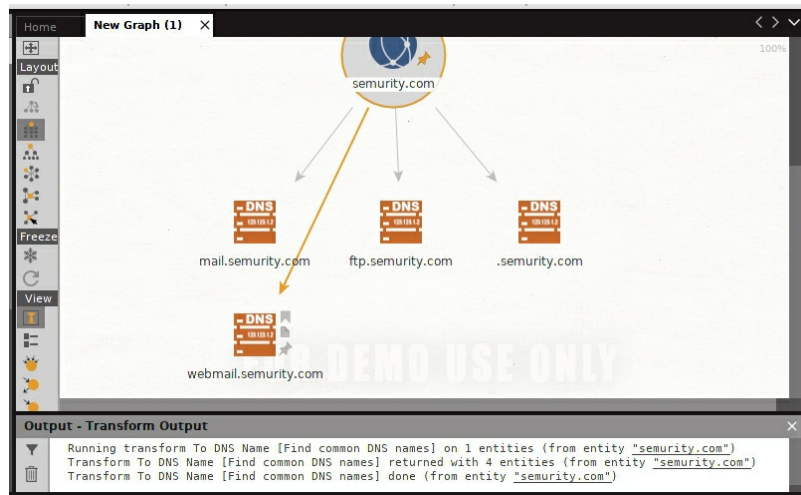 Home
New Graph (1)
100%
Layout
semurity.com
DNS
DNS
DNS
mail.semurity.com
ftp.semurity.com
.semurity.com
Freeze
View
DNS
webmail.semurity.com
DEMO USE ONLY
Output - Transform Output
Running transform To DNS Name [Find common DNS names] on 1 entities (from entity "semurity.com")
Transform To DNS Name [Find common DNS names] returned with 4 entities (from entity "semurity.com")
Transform To DNS Name [Find common DNS names] done (from entity "semurity.com")